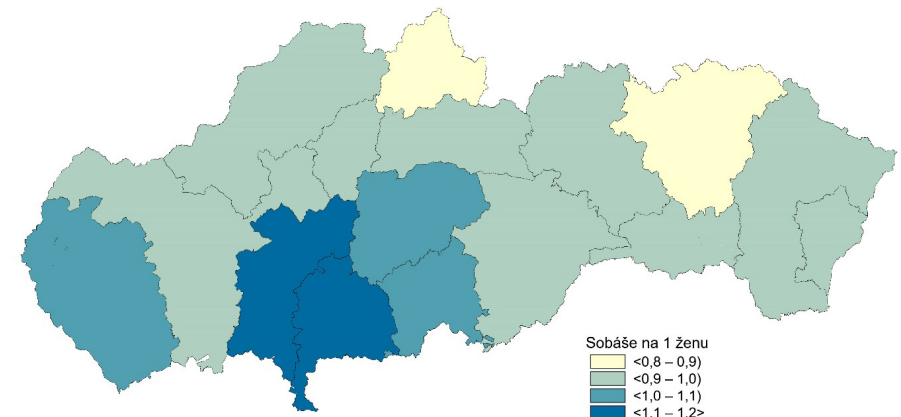 Sobáše na 1 ženu
<0,8 – 0,9)
<0,9 – 1,0)
<1,0 – 1,1)
<1,1 – 1,2>